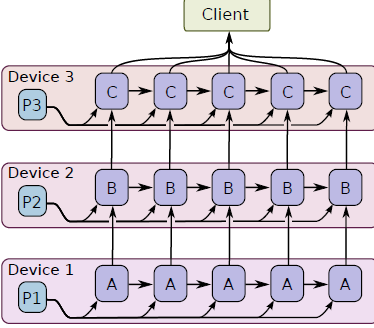 Client
Device 3
P3 C C C C C
Device 2
P2 B B B B B
Device 1
P1 A A A A A